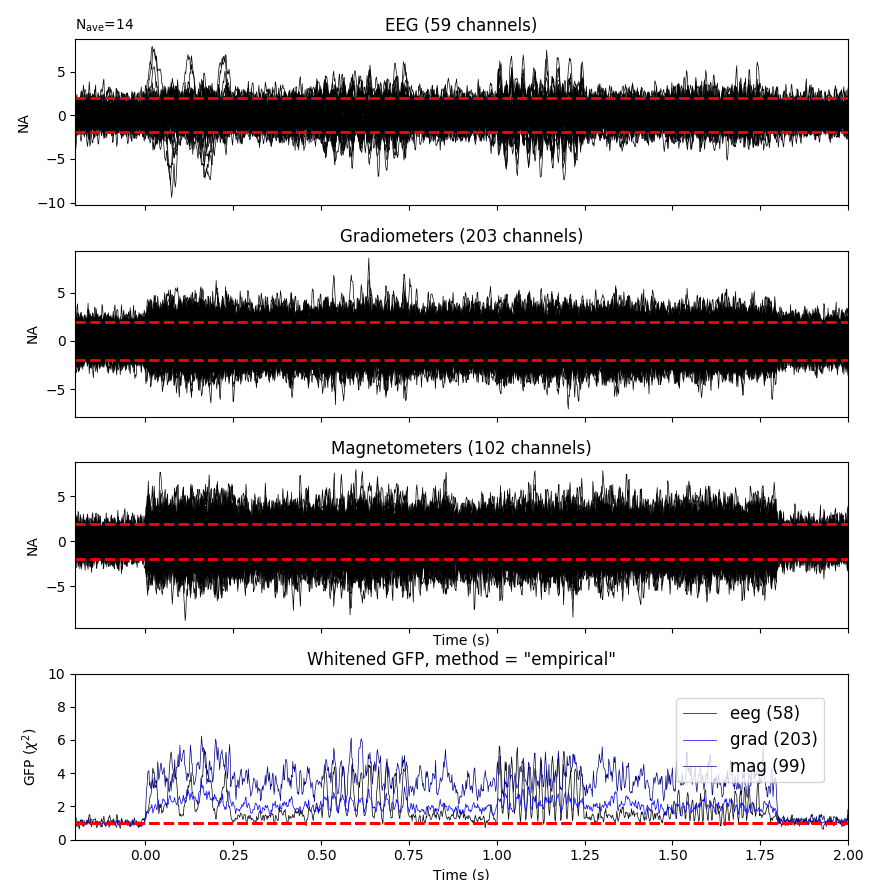 Nave=14
EEG (59 channels)
5
0
−5
−10
NA
Gradiometers (203 channels)
5
0
−5
NA
Magnetometers (102 channels)
5
0
−5
NA
Time (s)
Whitened GFP, method = "empirical"
10
8
6
4
2
0
GFP (χ²)
eeg (58)
grad (203)
mag (99)
0.00 0.25 0.50 0.75 1.00 1.25 1.50 1.75 2.00
Time (s)